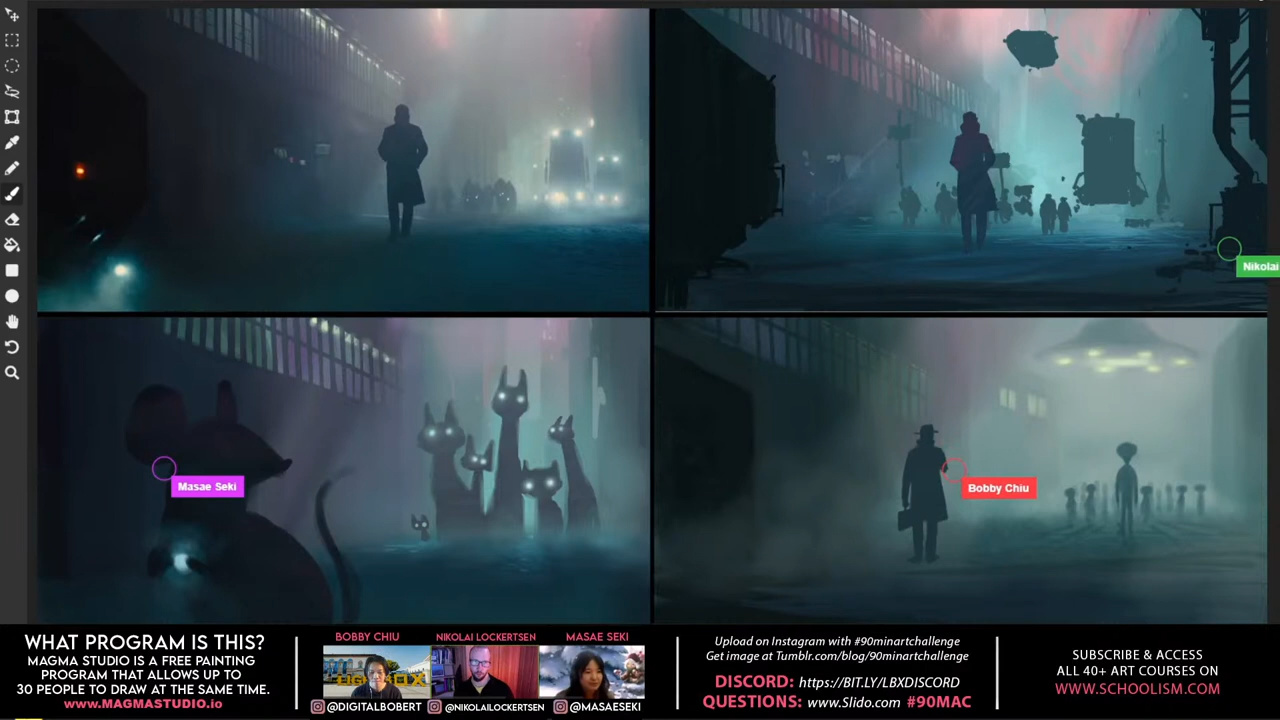 Nikolai
Masae Seki
Bobby Chiu
WHAT PROGRAM IS THIS?
MAGMA STUDIO IS A FREE PAINTING
PROGRAM THAT ALLOWS UP TO
30 PEOPLE TO DRAW AT THE SAME TIME.
www.MAGMASTUDIO.io
BOBBY CHIU
NIKOLAI LOCKERTSEN
MASAE SEKI
@DIGITALBOBERT
@NIKOLAILOCKERTSEN
@MASAESEKI
Upload on Instagram with #90minartchallenge
Get image at Tumblr.com/blog/90minartchallenge
DISCORD: https://BIT.LY/LBXDISCORD
QUESTIONS: www.Slido.com #90MAC
SUBSCRIBE & ACCESS
ALL 40+ ART COURSES ON
WWW.SCHOOLISM.COM